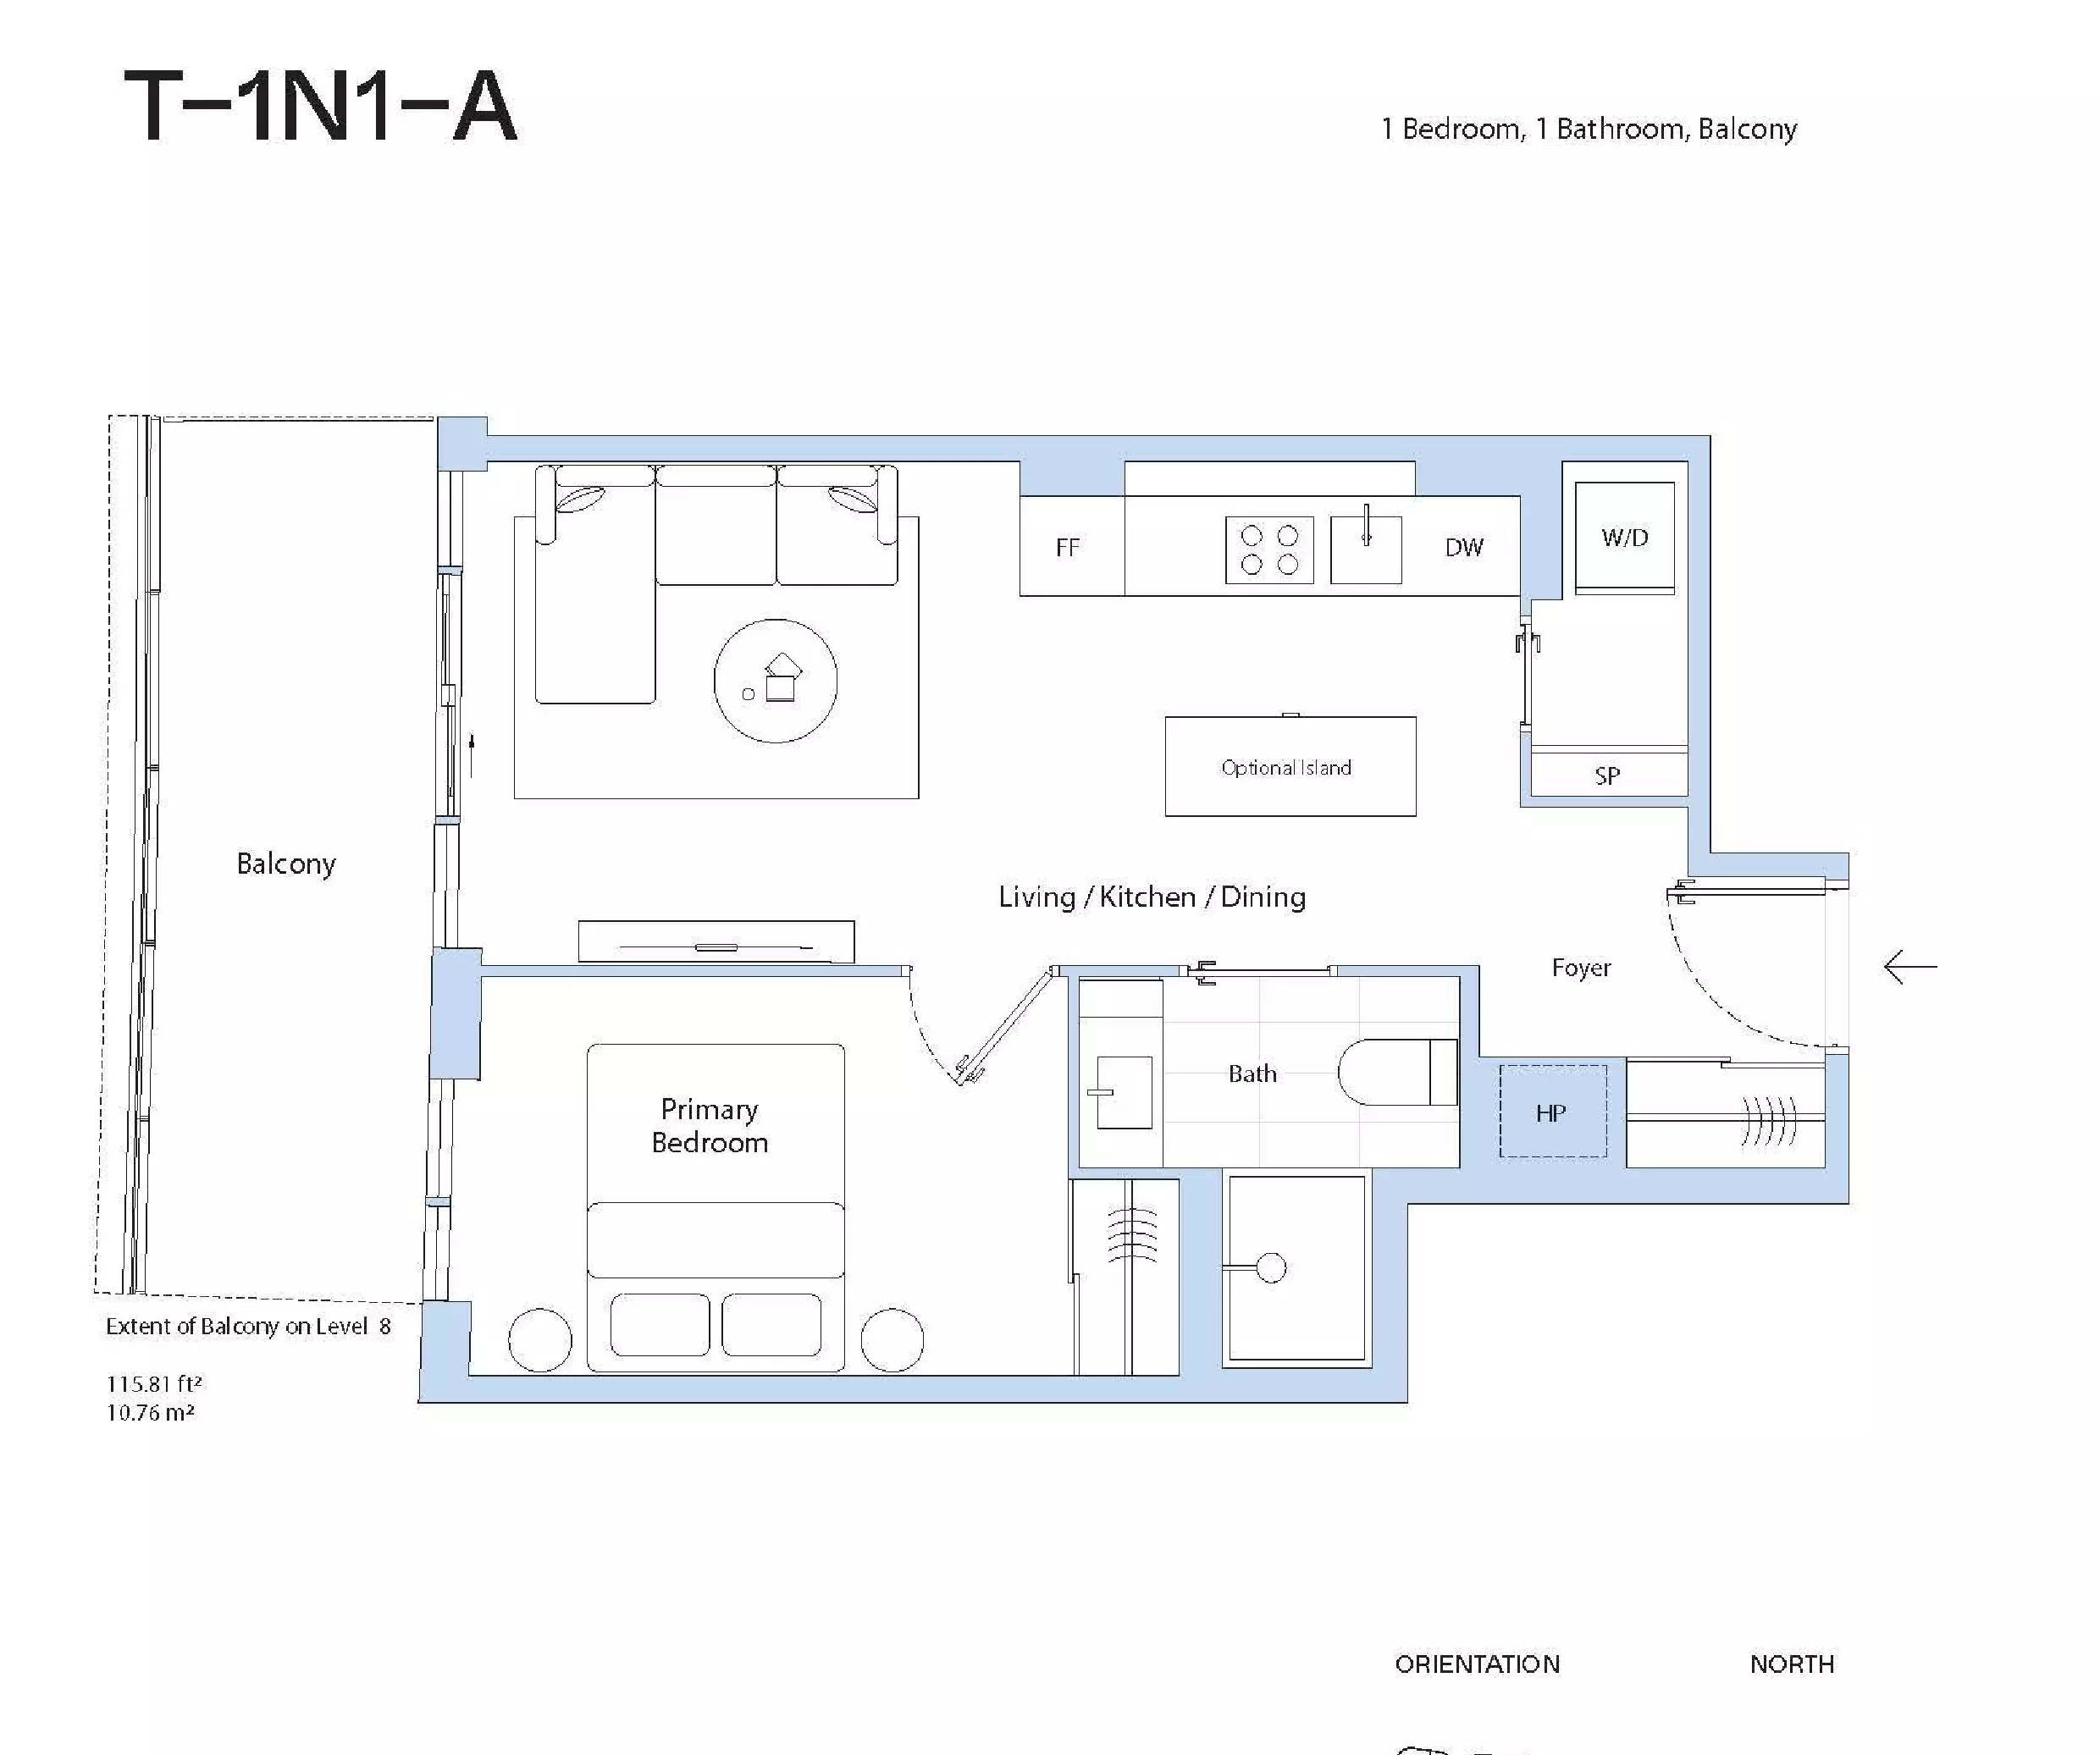 T–1N1–A
1 Bedroom, 1 Bathroom, Balcony
FF
DW
W/D
Optional Island
SP
Balcony
Living / Kitchen / Dining
Foyer
Bath
Primary
Bedroom
HP
Extent of Balcony on Level 8
115.81 ft²
10.76 m²
ORIENTATION
NORTH